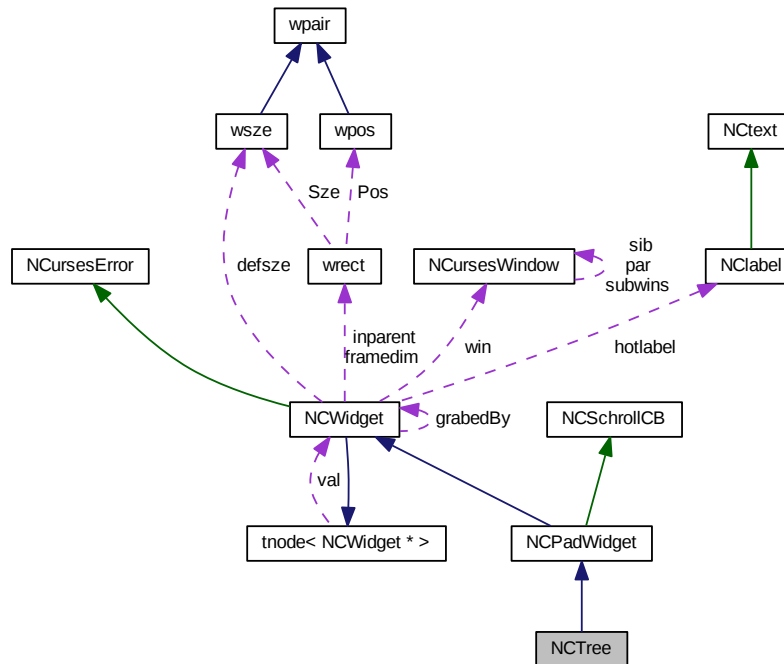 wpair
wsze
wpos
NCtext
Sze
Pos
NCursesError
defsze
wrect
NCursesWindow
sib
par
subwins
NClabel
inparent
framedim
win
hotlabel
NCWidget
grabedBy
NCSchrollCB
val
tnode< NCWidget * >
NCPadWidget
NCTree